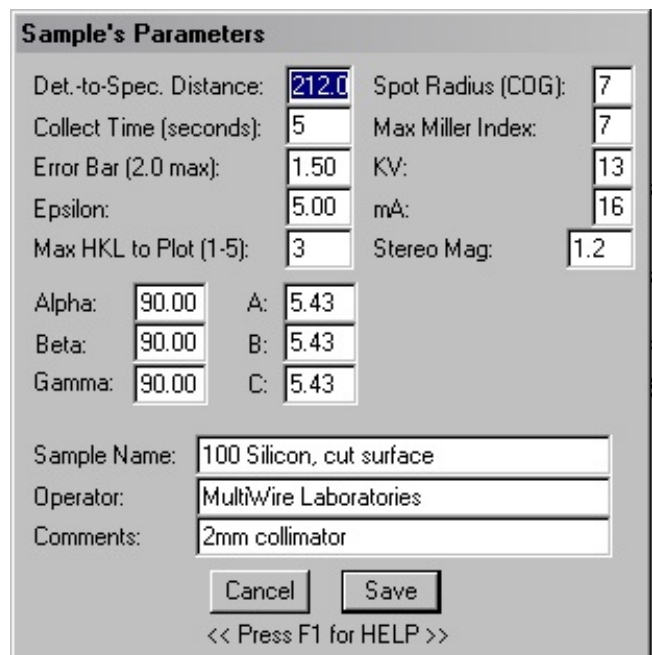 Sample's Parameters
Det.-to-Spec. Distance: 212.0 Spot Radius (COG): 7
Collect Time (seconds): 5 Max Miller Index: 7
Error Bar (2.0 max): 1.50 KV: 13
Epsilon: 5.00 mA: 16
Max HKL to Plot (1-5): 3 Stereo Mag: 1.2
Alpha: 90.00 A: 5.43
Beta: 90.00 B: 5.43
Gamma: 90.00 C: 5.43
Sample Name: 100 Silicon, cut surface
Operator: MultiWire Laboratories
Comments: 2mm collimator
Cancel Save
<< Press F1 for HELP >>